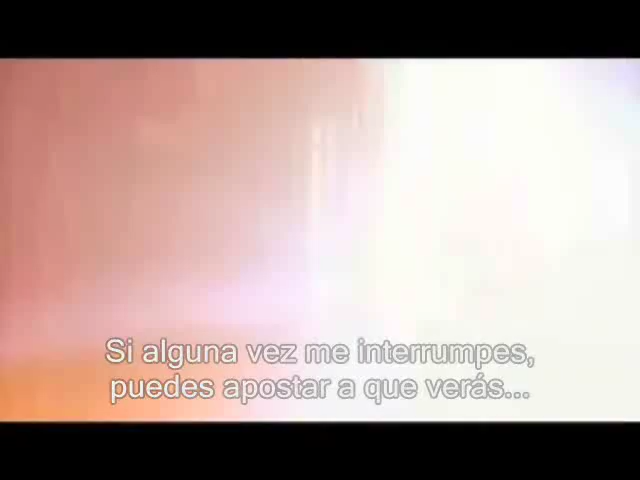 Si alguna vez me interrumpes,
puedes apostar a que verás...